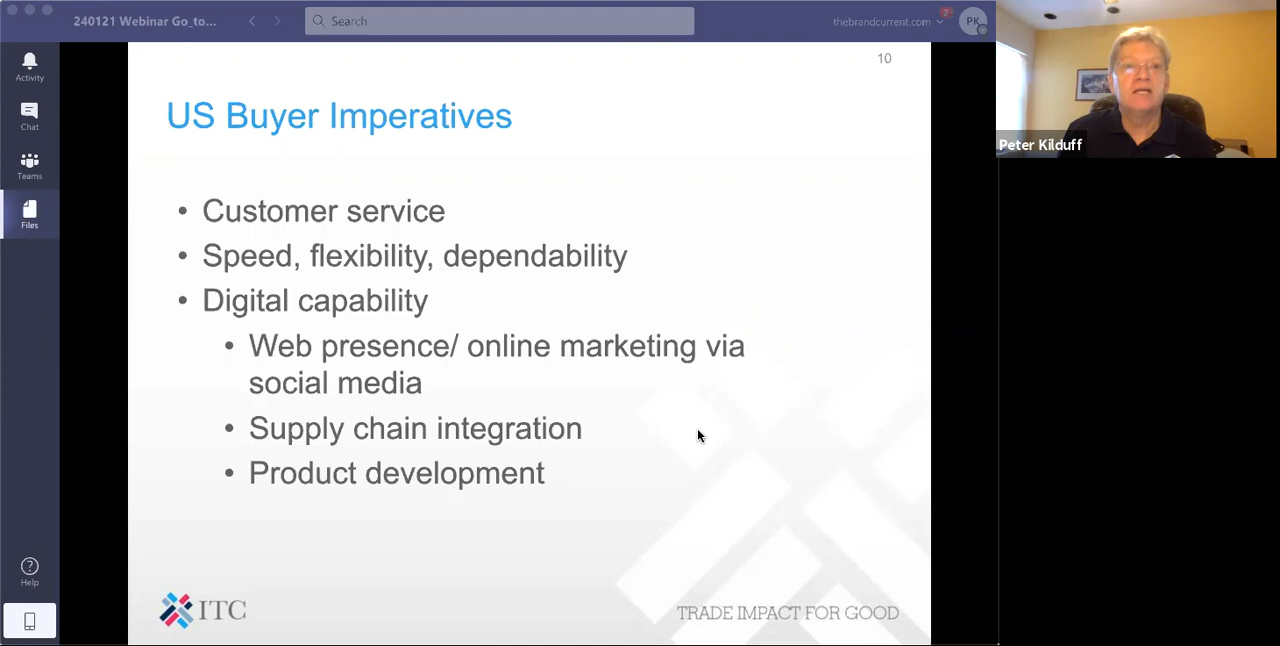 240121 Webinar Go_to...
Search
thebrandcurrent.com
2
PK
Activity
Chat
Teams
Files
Help
10
US Buyer Imperatives
• Customer service
• Speed, flexibility, dependability
• Digital capability
• Web presence/ online marketing via
social media
• Supply chain integration
• Product development
ITC
TRADE IMPACT FOR GOOD
Peter Kilduff